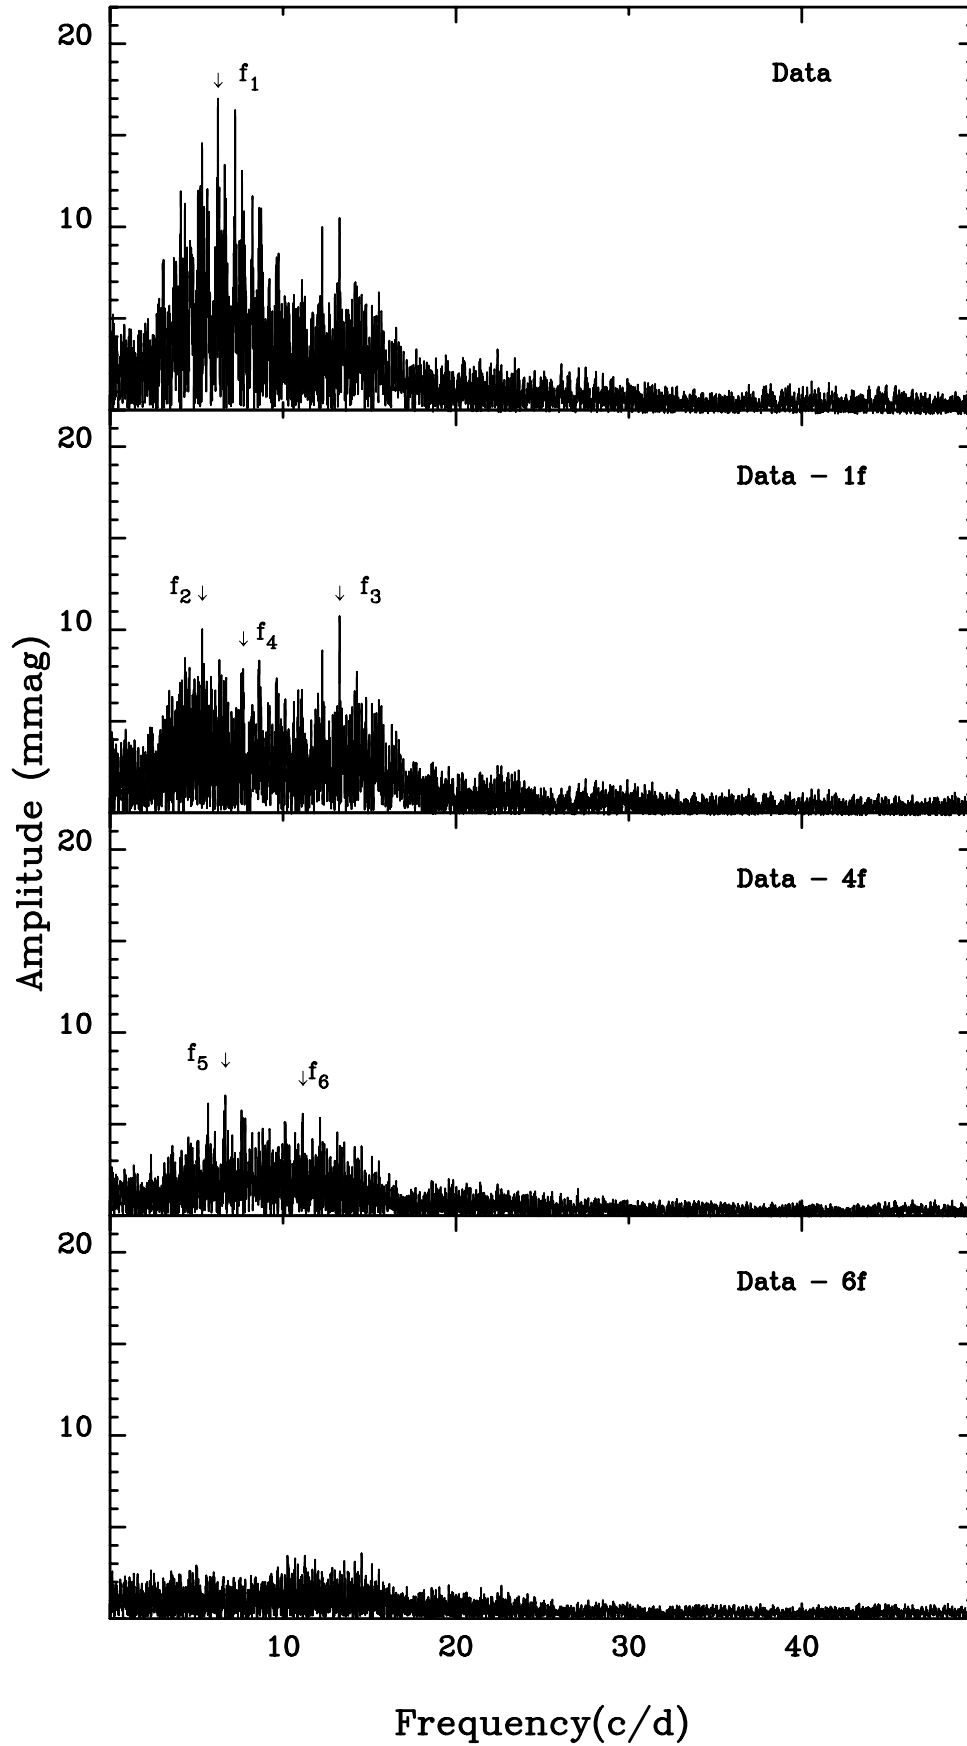 20
10
f1
Data
20
10
Data - 1f
f2
f4
f3
20
10
Data - 4f
f5
f6
20
10
Data - 6f
10 20 30 40
Amplitude (mmag)
Frequency(c/d)